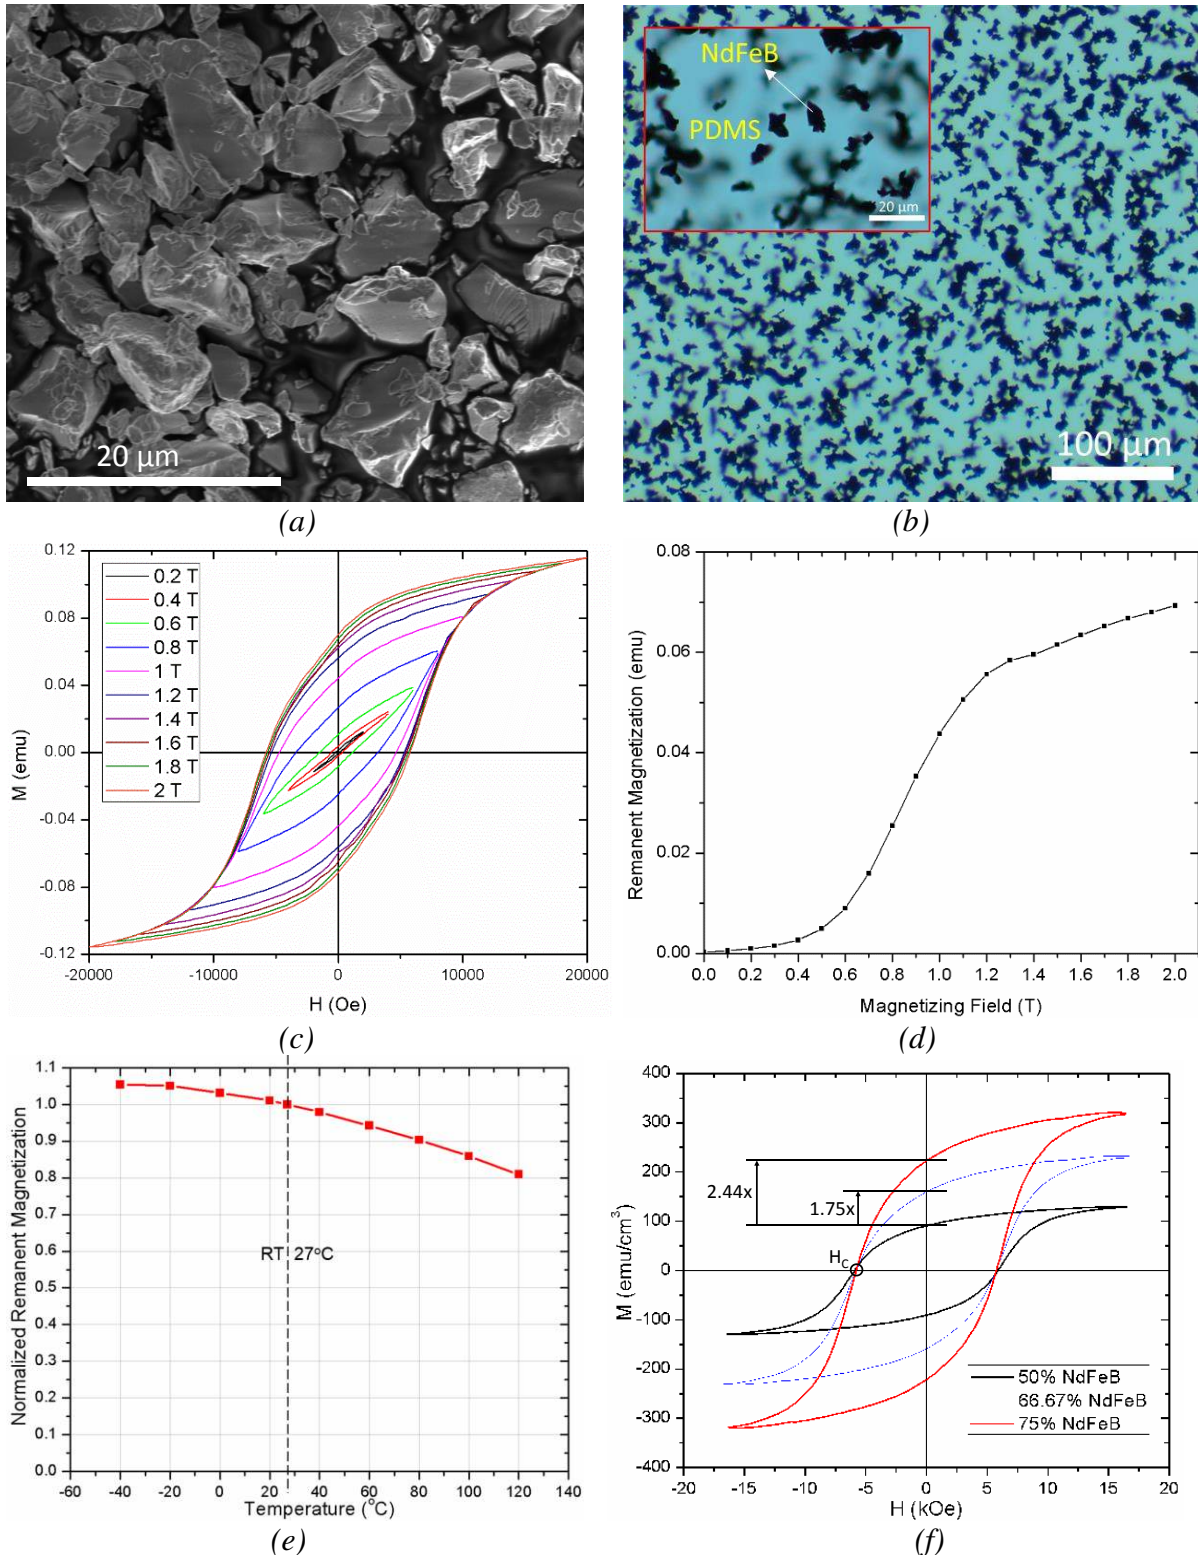 NdFeB
PDMS
20 μm
20 μm
100 μm
(a)
(b)
0.12
0.08
0.04
0.00
-0.04
-0.08
-0.12
M (emu)
0.2 T
0.4 T
0.6 T
0.8 T
1 T
1.2 T
1.4 T
1.6 T
1.8 T
2 T
-20000
-10000
0
10000
20000
H (Oe)
(c)
0.08
0.06
0.04
0.02
0.00
Remanent Magnetization (emu)
0.0
0.2
0.4
0.6
0.8
1.0
1.2
1.4
1.6
1.8
2.0
Magnetizing Field (T)
(d)
1.1
1.0
0.9
0.8
0.7
0.6
0.5
0.4
0.3
0.2
0.1
0.0
Normalized Remanent Magnetization
RT 27°C
-60
-40
-20
0
20
40
60
80
100
120
140
Temperature (°C)
(e)
400
300
200
100
0
-100
-200
-300
-400
M (emu/cm³)
2.44x
1.75x
H_C
50% NdFeB
66.67% NdFeB
75% NdFeB
-20
-15
-10
-5
0
5
10
15
20
H (kOe)
(f)